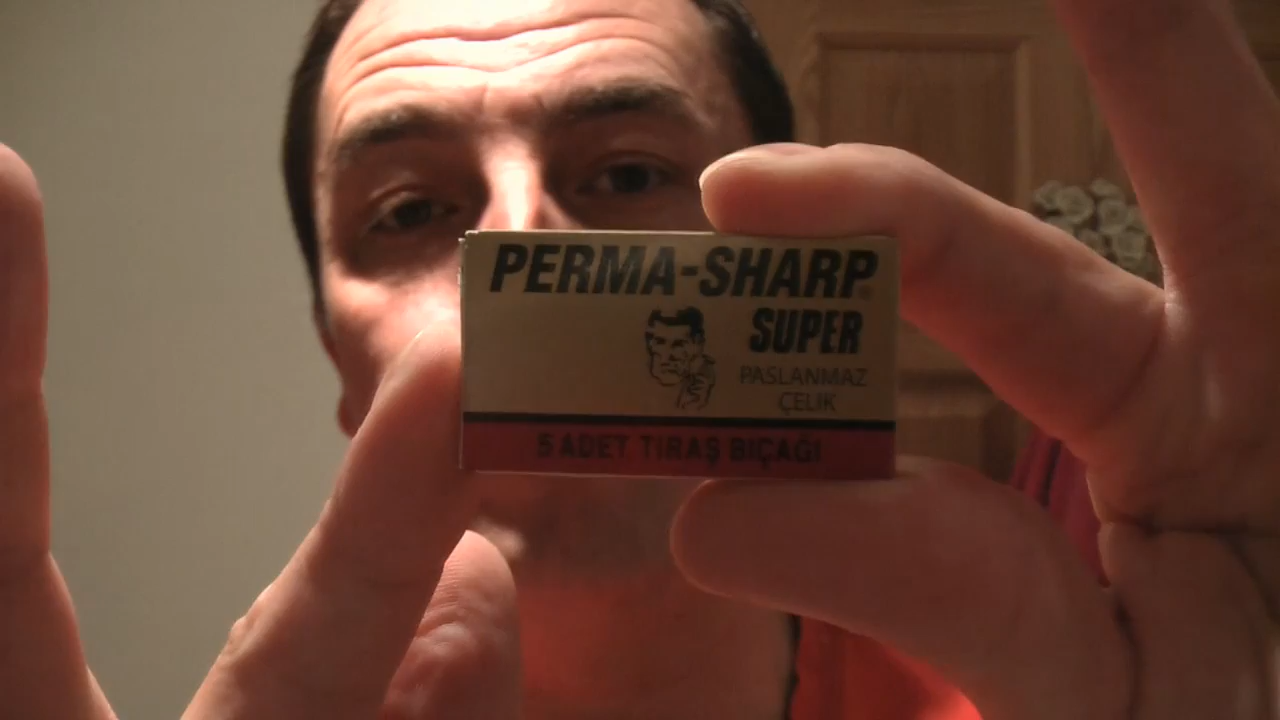 PERMA-SHARP®
SUPER
PASLANMAZ
ÇELİK
5 ADET TIRAŞ BIÇAĞI